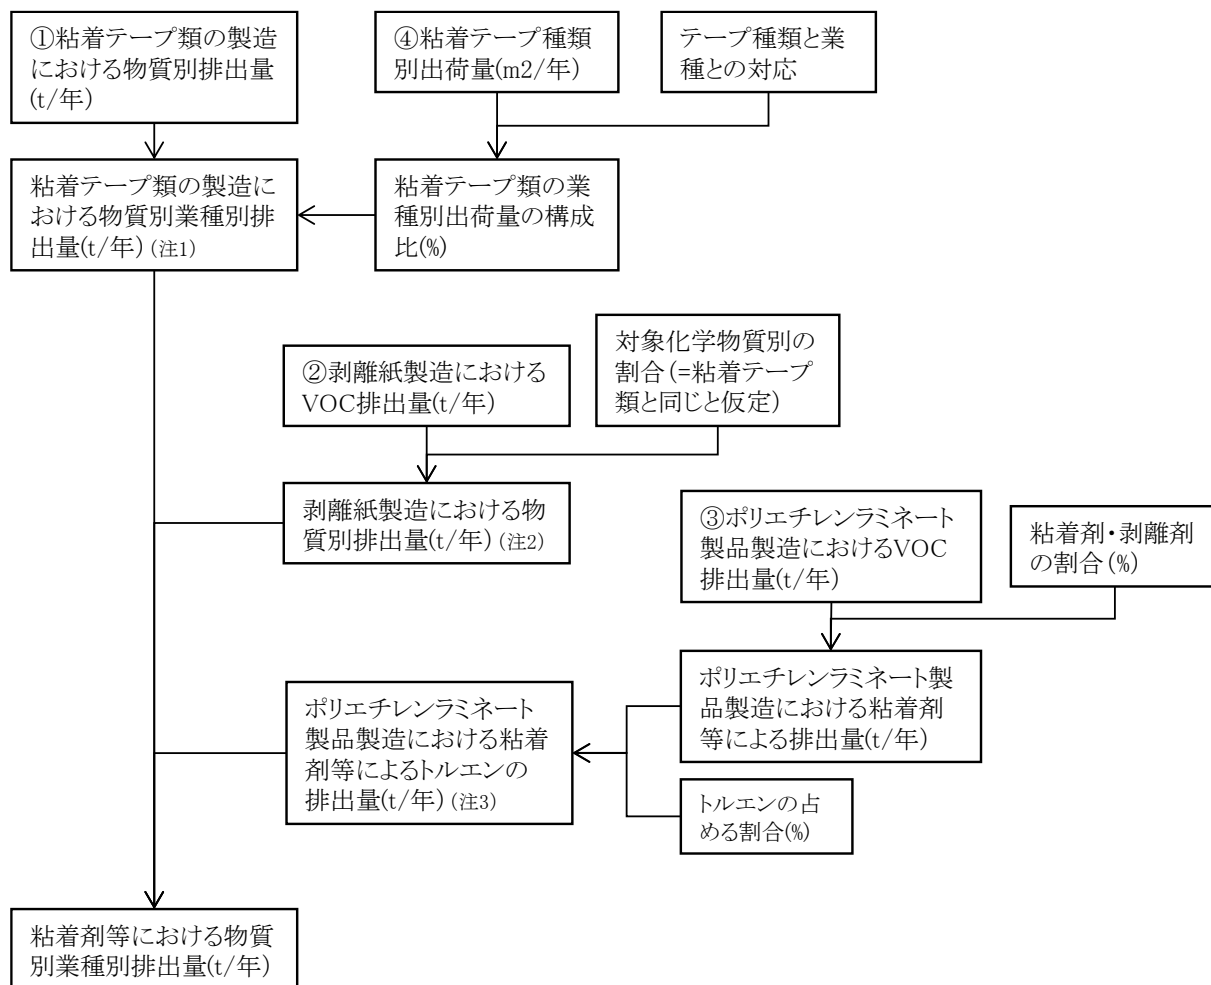 ①粘着テープ類の製造
における物質別排出量
(t/年)
④粘着テープ種類
別出荷量(m2/年)
テープ種類と業
種との対応
粘着テープ類の製造に
おける物質別業種別排
出量(t/年)(注1)
粘着テープ類の業
種別出荷量の構成
比(%)
②剥離紙製造における
VOC排出量(t/年)
対象化学物質別の
割合(=粘着テープ
類と同じと仮定)
剥離紙製造における物
質別排出量(t/年)(注2)
③ポリエチレンラミネート
製品製造におけるVOC
排出量(t/年)
粘着剤・剥離剤
の割合(%)
ポリエチレンラミネート
製品製造における粘着
剤等によるトルエンの
排出量(t/年)(注3)
ポリエチレンラミネート製
品製造における粘着剤
等による排出量(t/年)
トルエンの占
める割合(%)
粘着剤等における物質
別業種別排出量(t/年)